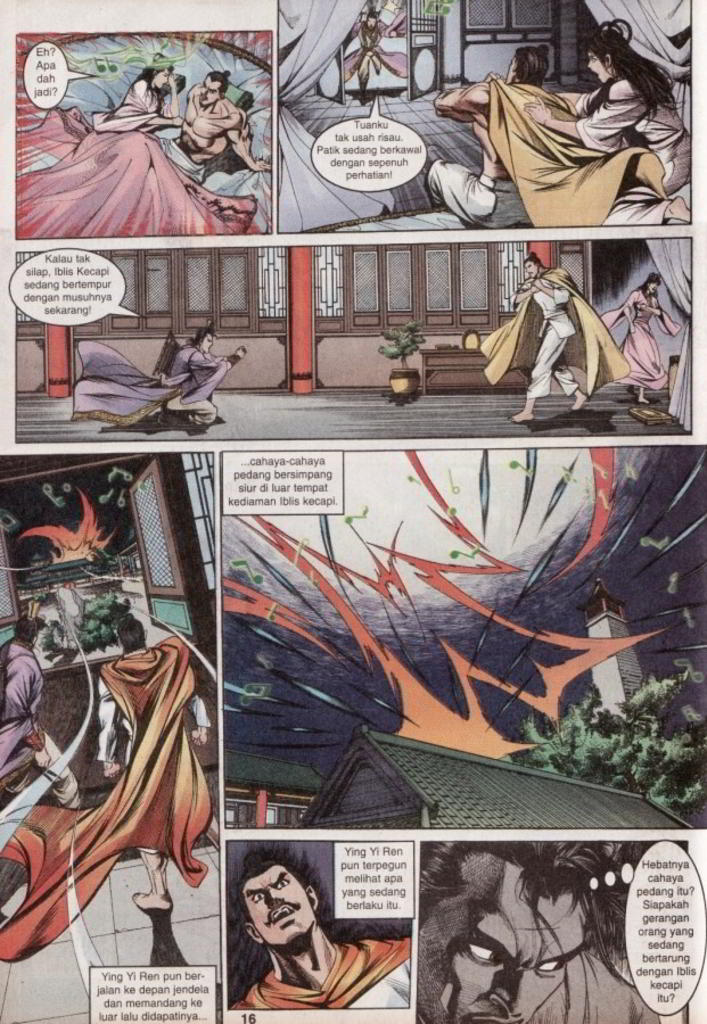 Eh?
Apa
dah
jadi?
Tuanku
tak usah risau.
Patik sedang berkawal
dengan sepenuh
perhatian!
Kalau tak
silap, Iblis Kecapi
sedang bertempur
dengan musuhnya
sekarang!
Ying Yi Ren pun ber-
jalan ke depan jendela
dan memandang ke
luar lalu didapatinya...
...cahaya-cahaya
pedang bersimpang
siur di luar tempat
kediaman Iblis kecapi.
Ying Yi Ren
pun terpegun
melihat apa
yang sedang
berlaku itu.
Hebatnya
cahaya
pedang itu?
Siapakah
gerangan
orang yang
sedang
bertarung
dengan Iblis
kecapi
itu?
16